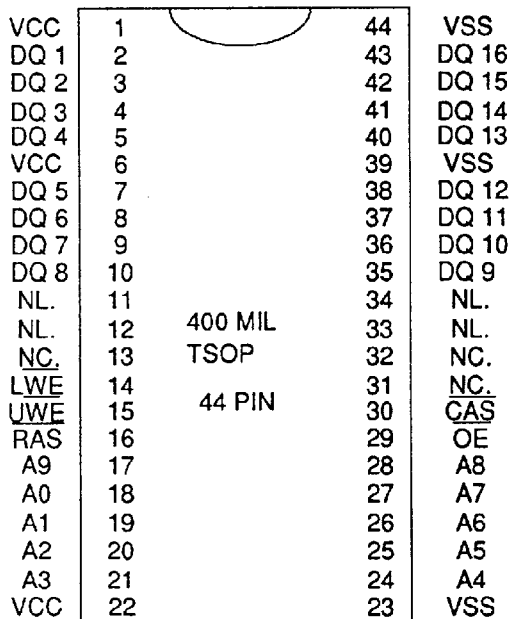 VCC 1 44 VSS
DQ 1 2 43 DQ 16
DQ 2 3 42 DQ 15
DQ 3 4 41 DQ 14
DQ 4 5 40 DQ 13
VCC 6 39 VSS
DQ 5 7 38 DQ 12
DQ 6 8 37 DQ 11
DQ 7 9 36 DQ 10
DQ 8 10 35 DQ 9
NL. 11 34 NL.
NL. 12 400 MIL 33 NL.
NC. 13 TSOP 32 NC.
LWE 14 31 NC.
UWE 15 44 PIN 30 CAS
RAS 16 29 OE
A9 17 28 A8
A0 18 27 A7
A1 19 26 A6
A2 20 25 A5
A3 21 24 A4
VCC 22 23 VSS